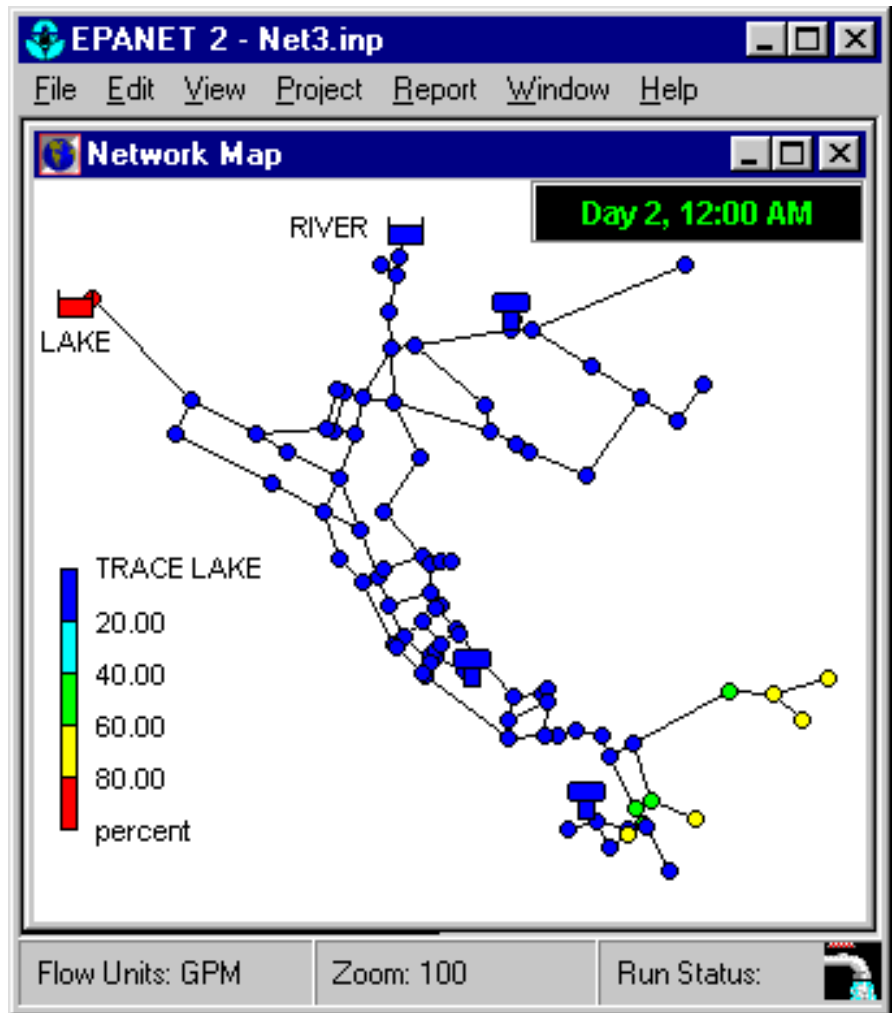 EPANET 2 - Net3.inp
File Edit View Project Report Window Help
Network Map
Day 2, 12:00 AM
RIVER
LAKE
TRACE LAKE
20.00
40.00
60.00
80.00
percent
Flow Units: GPM
Zoom: 100
Run Status: